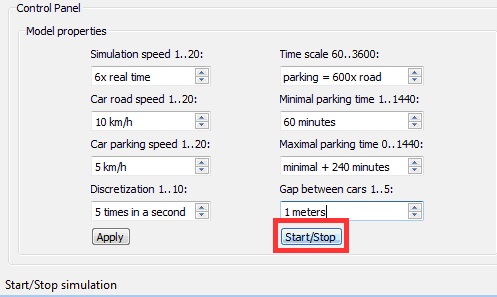 Control Panel
Model properties
Simulation speed 1..20:
6x real time
Time scale 60..3600:
parking = 600x road
Car road speed 1..20:
10 km/h
Minimal parking time 1..1440:
60 minutes
Car parking speed 1..20:
5 km/h
Maximal parking time 0..1440:
minimal + 240 minutes
Discretization 1..10:
5 times in a second
Gap between cars 1..5:
1 meters
Apply
Start/Stop
Start/Stop simulation